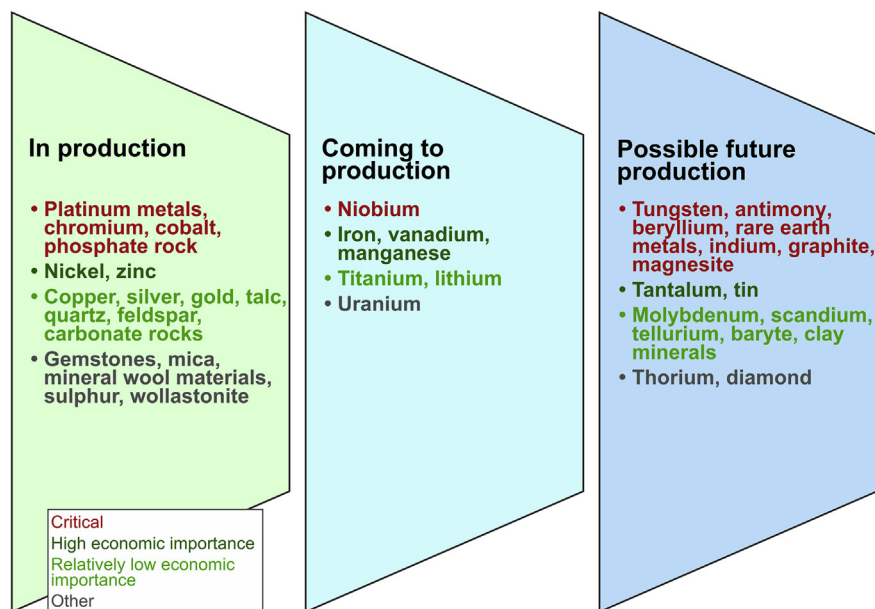 In production
• Platinum metals,
chromium, cobalt,
phosphate rock
• Nickel, zinc
• Copper, silver, gold, talc,
quartz, feldspar,
carbonate rocks
• Gemstones, mica,
mineral wool materials,
sulphur, wollastonite
Critical
High economic importance
Relatively low economic
importance
Other
Coming to
production
• Niobium
• Iron, vanadium,
manganese
• Titanium, lithium
• Uranium
Possible future
production
• Tungsten, antimony,
beryllium, rare earth
metals, indium, graphite,
magnesite
• Tantalum, tin
• Molybdenum, scandium,
tellurium, baryte, clay
minerals
• Thorium, diamond